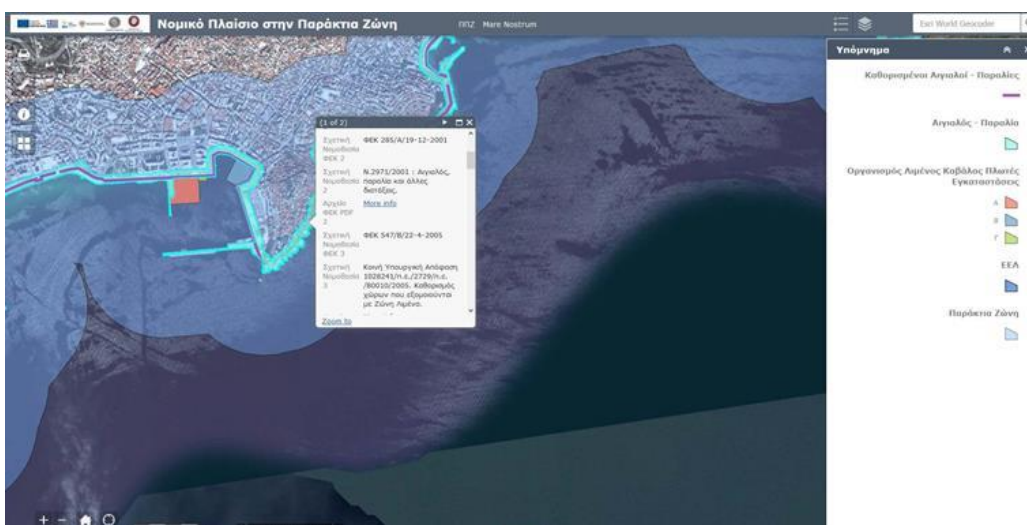 Νομικό Πλαίσιο στην Παράκτια Ζώνη
ΠΠΖ Mare Nostrum
Esri World Geocoder
(1 of 2)
Σχετική Νομοθεσία ΦΕΚ 2
ΦΕΚ 285/Α/19-12-2001
Σχετική Νομοθεσία 2
Ν.2971/2001 : Αιγιαλός,
παραλία και άλλες
διατάξεις.
Αρχείο ΦΕΚ PDF 2
More info
Σχετική Νομοθεσία ΦΕΚ 3
ΦΕΚ 547/Β/22-4-2005
Σχετική Νομοθεσία 3
Κοινή Υπουργική Απόφαση
1028241/π.ε./2729/π.ε.
/Β0010/2005. Καθορισμός
χώρων που εξομοιούνται
με Ζώνη Λιμένα.
Zoom to
Υπόμνημα
Καθορισμένοι Αιγιαλοί - Παραλίες
Αιγιαλός - Παραλία
Οργανισμός Λιμένος Καβάλας Πλωτές
Εγκαταστάσεις
Α
Β
Γ
ΕΕΛ
Παράκτια Ζώνη